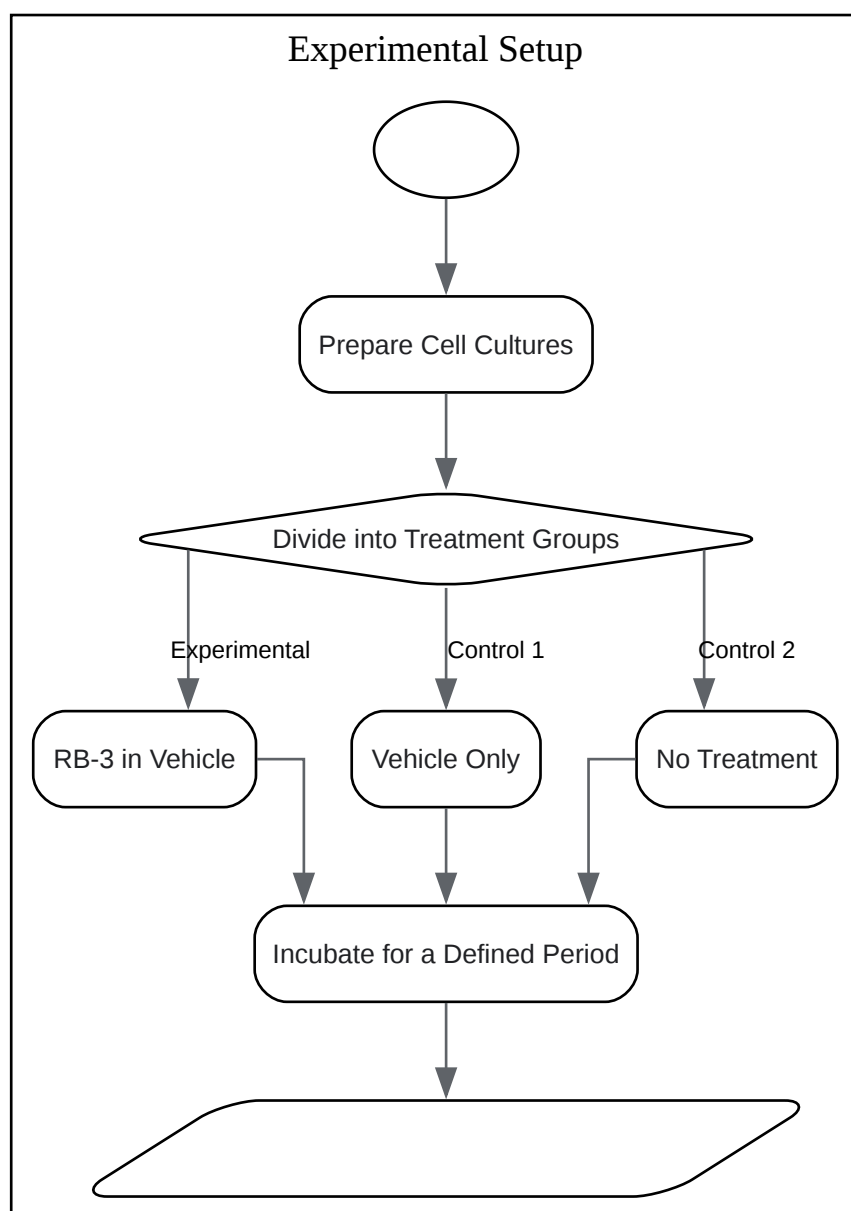 Experimental Setup
Prepare Cell Cultures
Divide into Treatment Groups
Experimental
Control 1
Control 2
RB-3 in Vehicle
Vehicle Only
No Treatment
Incubate for a Defined Period